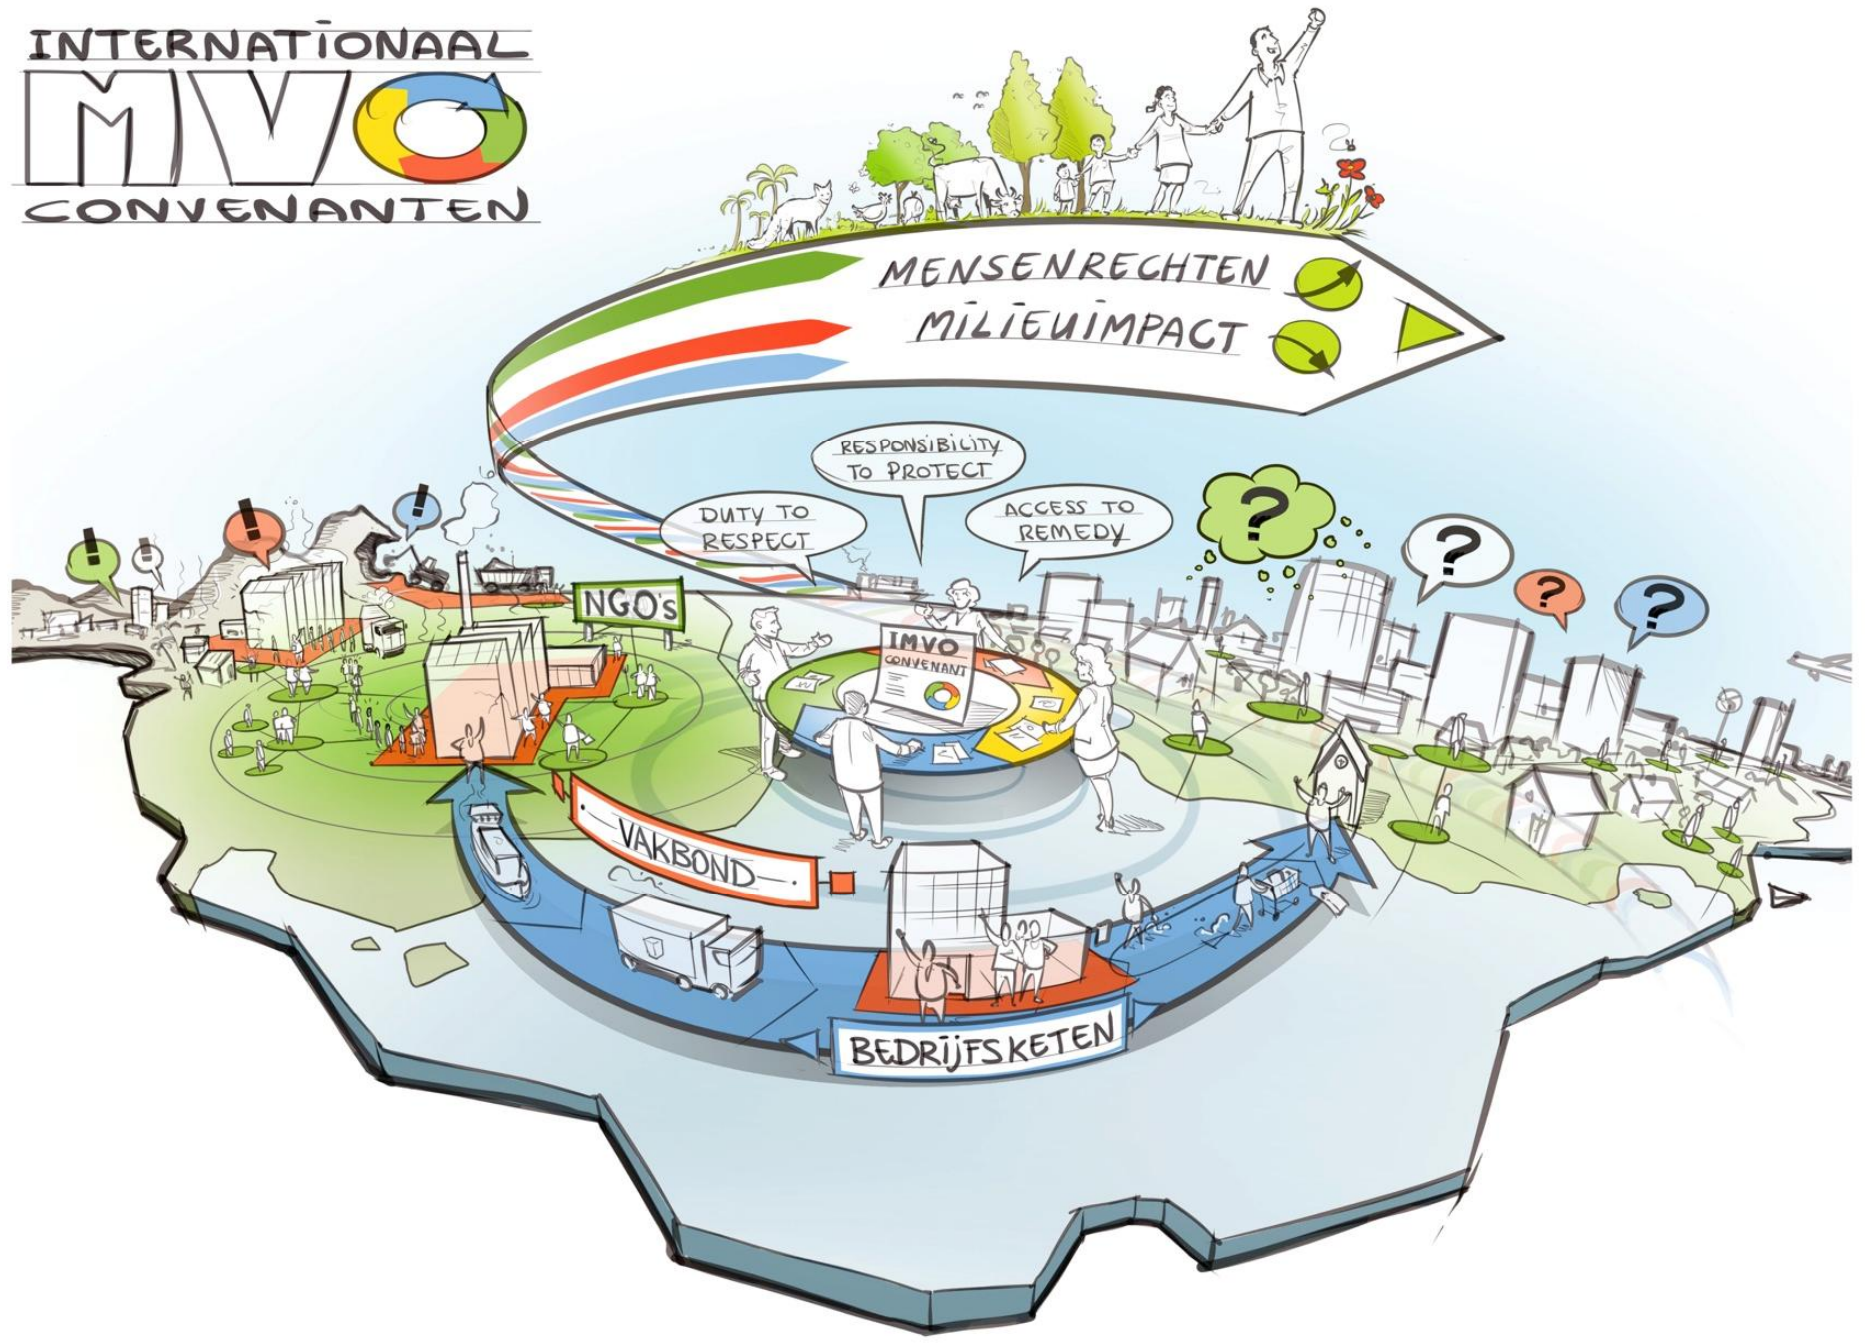 INTERNATIONAAL
MVO
CONVENANTEN
MENSENRECHTEN
MILIEUIMPACT
RESPONSIBILITY
TO PROTECT
DUTY TO
RESPECT
ACCESS TO
REMEDY
?
?
?
?
!
!
!
!
NGO's
IMVO
CONVENANT
VAKBOND
BEDRIJFSKETEN